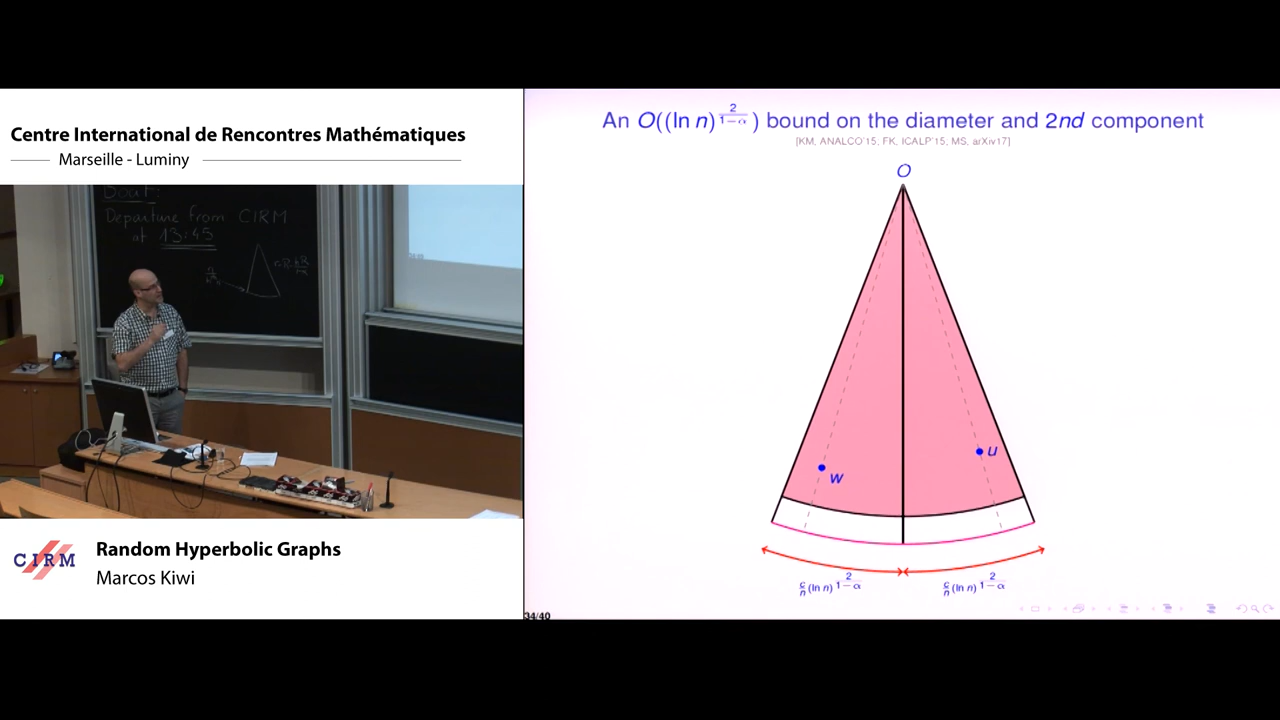 Centre International de Rencontres Mathématiques
Marseille - Luminy
Boat:
Departure from CIRM
at 13:45
CIRM
Random Hyperbolic Graphs
Marcos Kiwi
An O((ln n)^{2/(1-α)}) bound on the diameter and 2nd component
[KM, ANALCO'15; FK, ICALP'15; MS, arXiv17]
O
u
w
c/n (ln n)^{2/(1-α)} c/n (ln n)^{2/(1-α)}
34/40